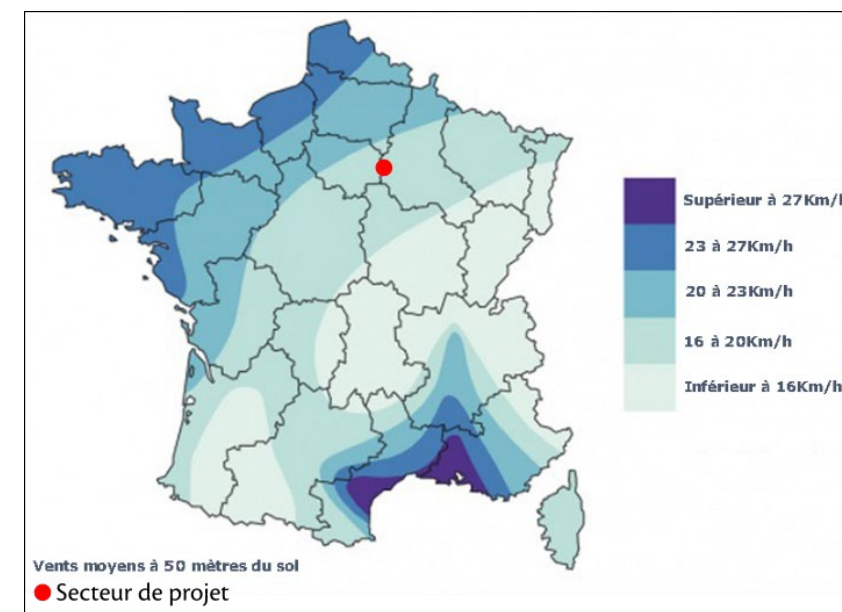 Supérieur à 27Km/h
23 à 27Km/h
20 à 23Km/h
16 à 20Km/h
Inférieur à 16Km/h
Vents moyens à 50 mètres du sol
Secteur de projet